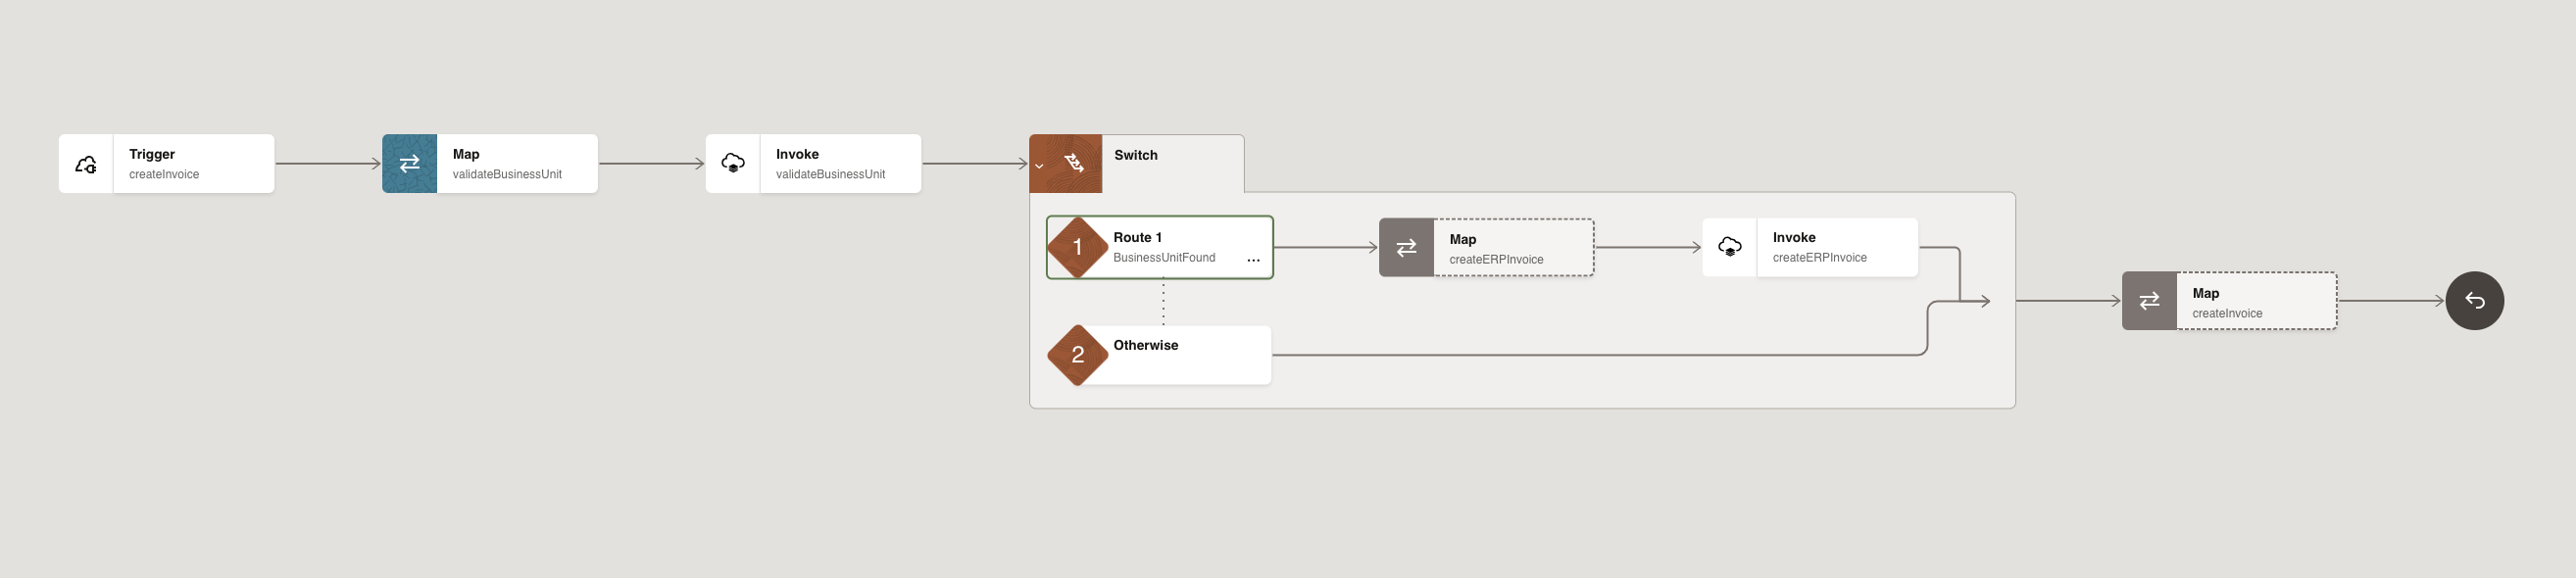 Trigger
createInvoice
Map
validateBusinessUnit
Invoke
validateBusinessUnit
Switch
1
Route 1
BusinessUnitFound
...
Map
createERPInvoice
Invoke
createERPInvoice
2
Otherwise
Map
createInvoice